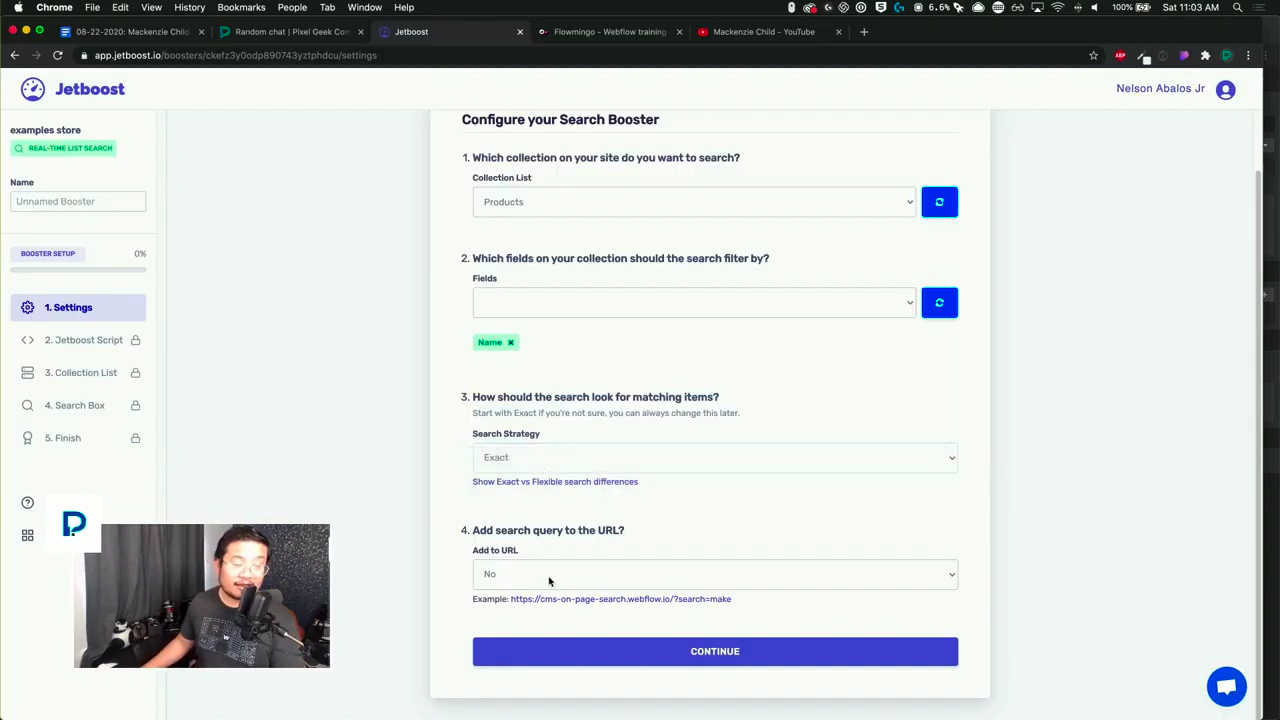 Chrome File Edit View History Bookmarks People Tab Window Help
6.6% 100% Sat 11:03 AM
08-22-2020: Mackenzie Child
Random chat | Pixel Geek Con
Jetboost
Flowmingo - Webflow training
Mackenzie Child - YouTube
app.jetboost.io/boosters/ckefz3y0odp890743yztphdcu/settings
ABP
Jetboost
Nelson Abalos Jr
examples store
REAL-TIME LIST SEARCH
Name
Unnamed Booster
BOOSTER SETUP 0%
1. Settings
2. Jetboost Script
3. Collection List
4. Search Box
5. Finish
Configure your Search Booster
1. Which collection on your site do you want to search?
Collection List
Products
2. Which fields on your collection should the search filter by?
Fields
Name ✖
3. How should the search look for matching items?
Start with Exact if you're not sure, you can always change this later.
Search Strategy
Exact
Show Exact vs Flexible search differences
4. Add search query to the URL?
Add to URL
No
Example: https://cms-on-page-search.webflow.io/?search=make
CONTINUE